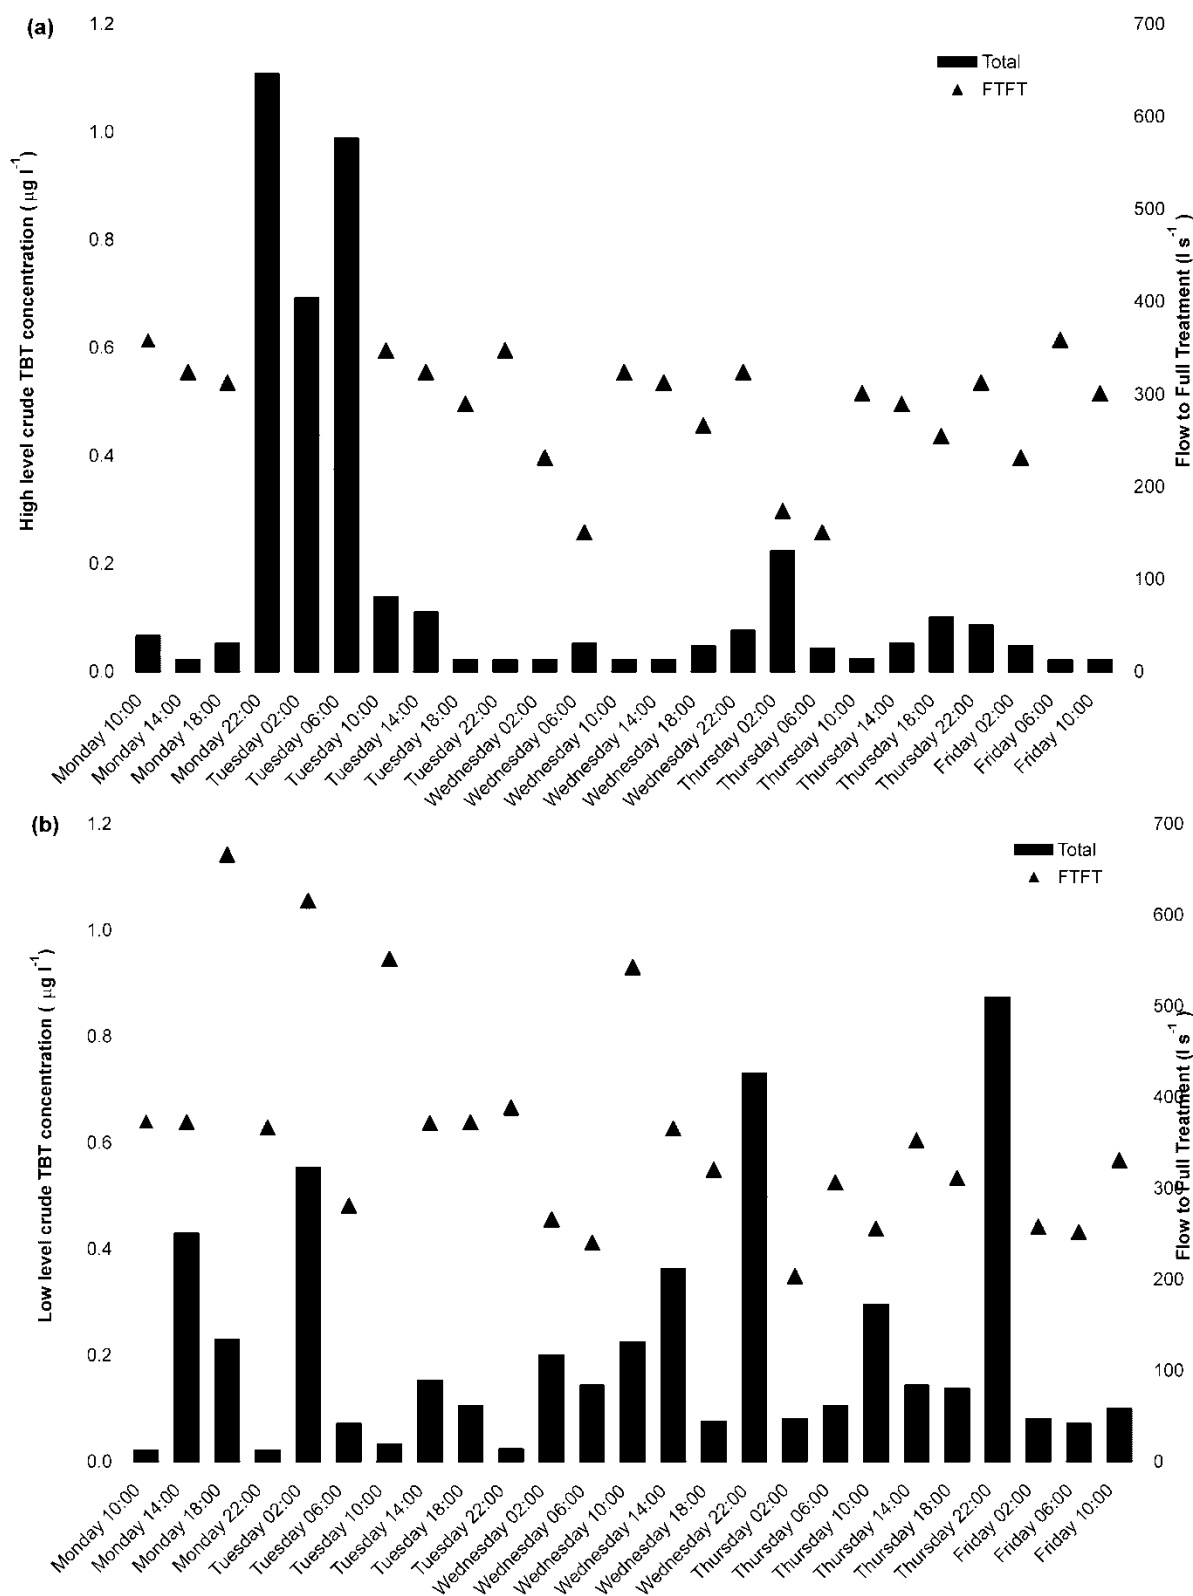 (a)
High level crude TBT concentration ( µg l⁻¹)
1.2
1.0
0.8
0.6
0.4
0.2
0.0
Total
FTFT
700
600
500
400
300
200
100
0
Flow to Full Treatment (l s⁻¹ )
Monday 10:00
Monday 14:00
Monday 18:00
Monday 22:00
Tuesday 02:00
Tuesday 06:00
Tuesday 10:00
Tuesday 14:00
Tuesday 18:00
Tuesday 22:00
Wednesday 02:00
Wednesday 06:00
Wednesday 10:00
Wednesday 14:00
Wednesday 18:00
Wednesday 22:00
Thursday 02:00
Thursday 06:00
Thursday 10:00
Thursday 14:00
Thursday 18:00
Thursday 22:00
Friday 02:00
Friday 06:00
Friday 10:00
(b)
Low level crude TBT concentration ( µg l⁻¹)
1.2
1.0
0.8
0.6
0.4
0.2
0.0
Total
FTFT
700
600
500
400
300
200
100
0
Flow to Full Treatment (l s⁻¹ )
Monday 10:00
Monday 14:00
Monday 18:00
Monday 22:00
Tuesday 02:00
Tuesday 06:00
Tuesday 10:00
Tuesday 14:00
Tuesday 18:00
Tuesday 22:00
Wednesday 02:00
Wednesday 06:00
Wednesday 10:00
Wednesday 14:00
Wednesday 18:00
Wednesday 22:00
Thursday 02:00
Thursday 06:00
Thursday 10:00
Thursday 14:00
Thursday 18:00
Thursday 22:00
Friday 02:00
Friday 06:00
Friday 10:00